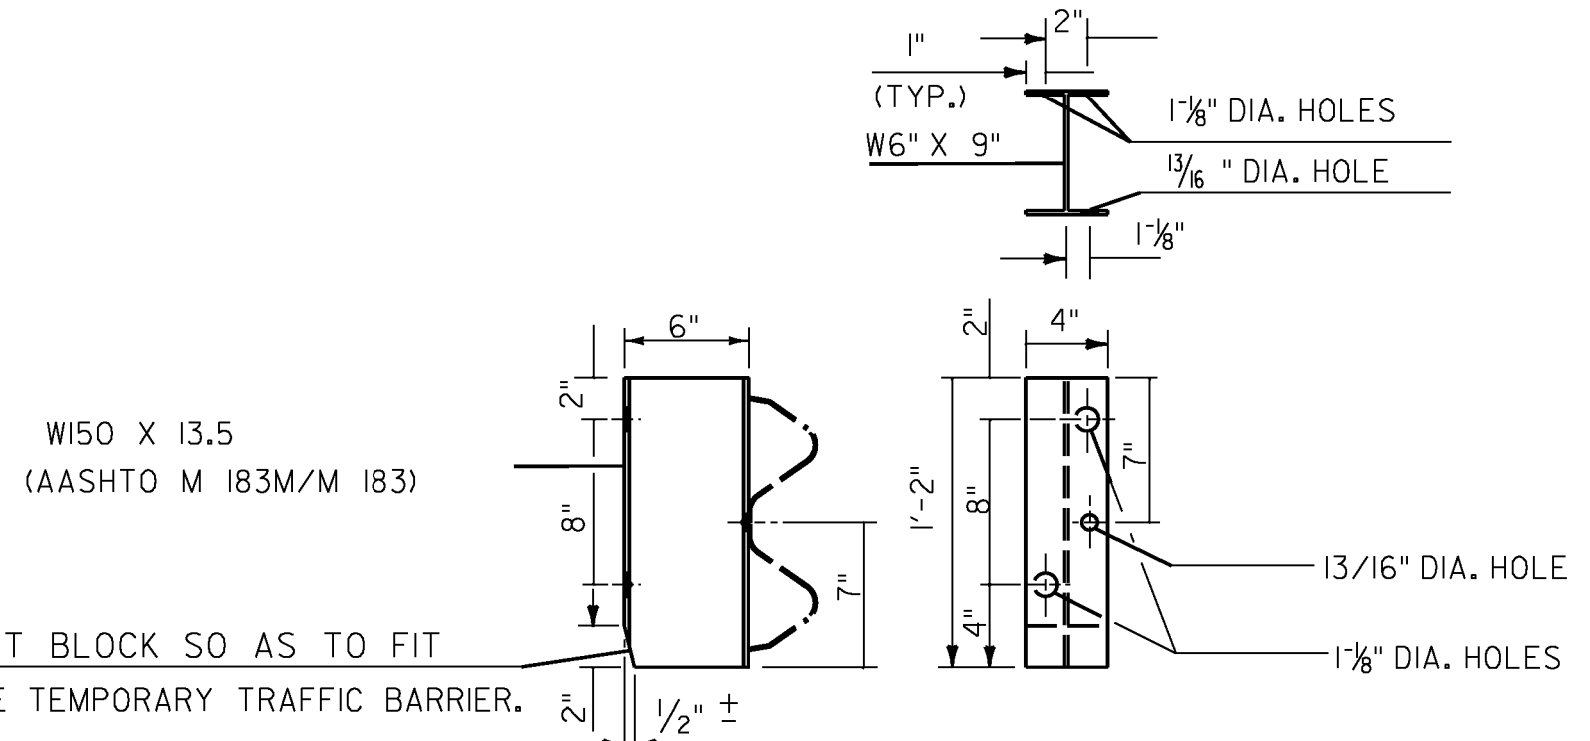 2"
1"
(TYP.)
1-1/8" DIA. HOLES
W6" X 9"
13/16 " DIA. HOLE
1-1/8"
6"
2"
4"
2"
W150 X 13.5
(AASHTO M 183M/M 183)
8"
1'-2"
8"
7"
7"
13/16" DIA. HOLE
4"
T BLOCK SO AS TO FIT
1-1/8" DIA. HOLES
E TEMPORARY TRAFFIC BARRIER.
2"
1/2" ±